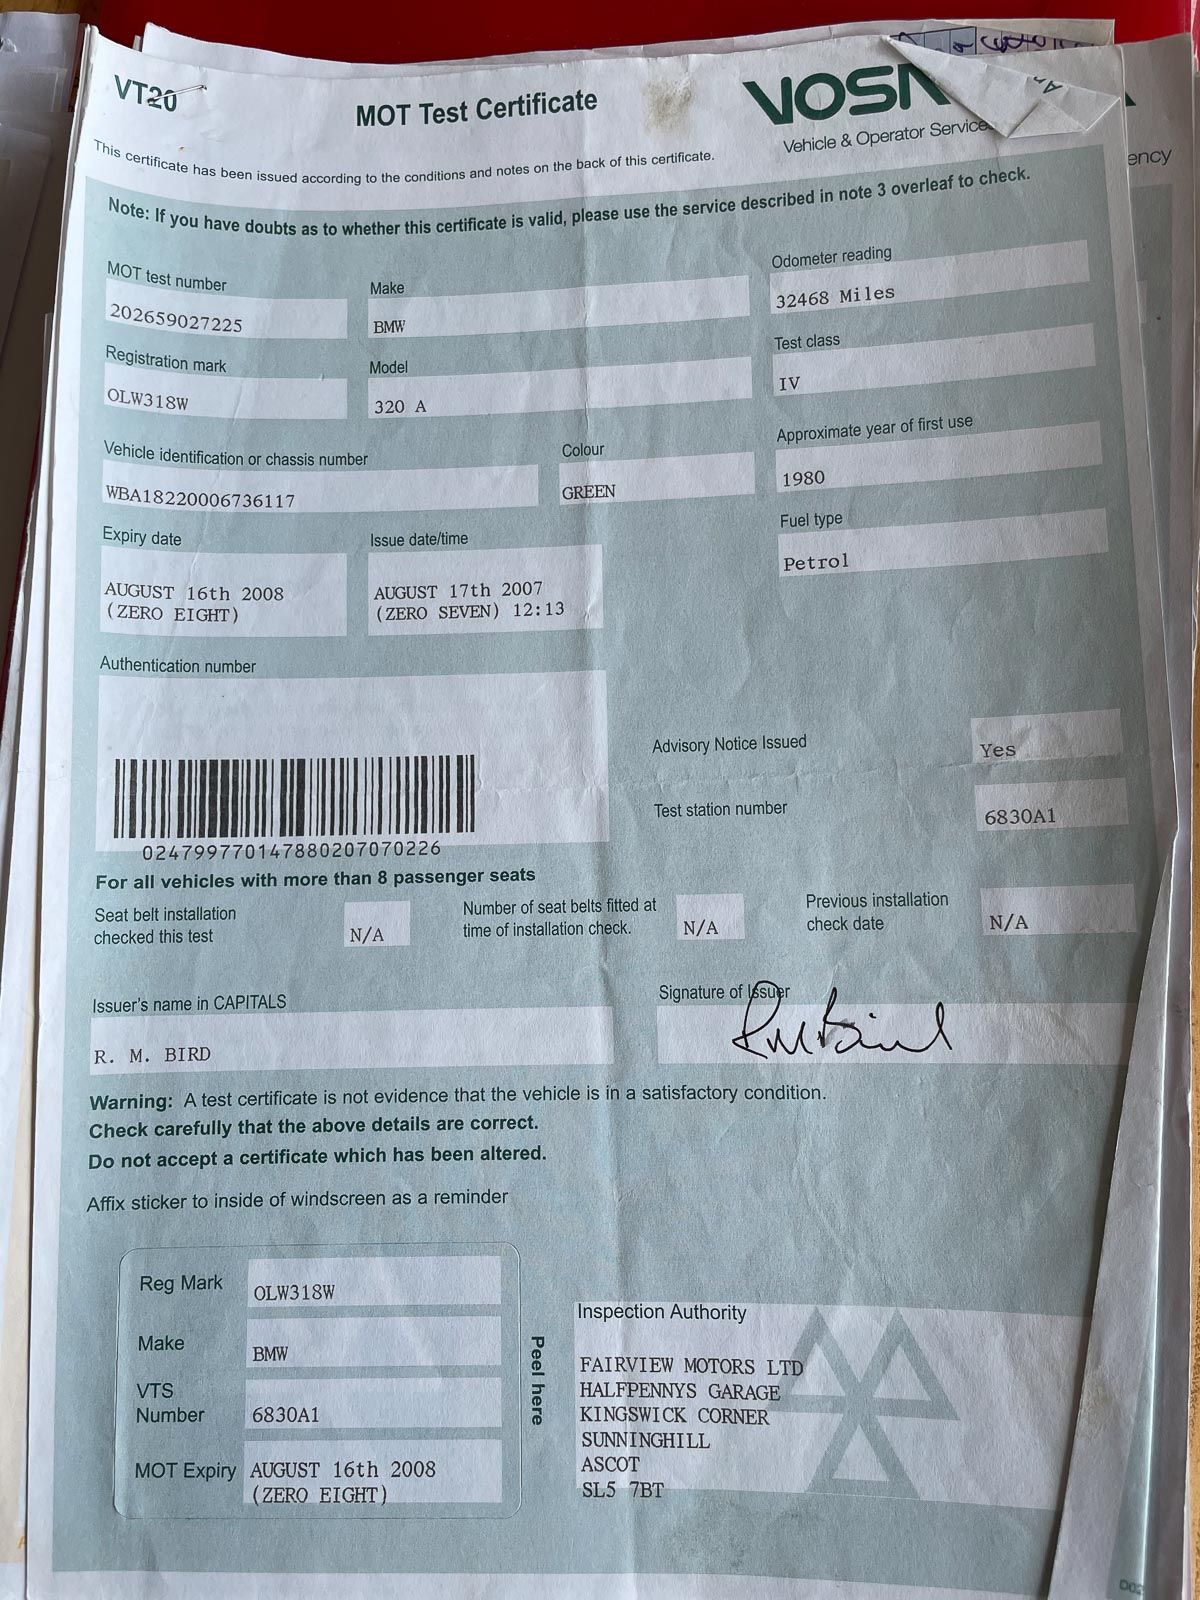 VT20
MOT Test Certificate
VOSA
Vehicle & Operator Services
ency
This certificate has been issued according to the conditions and notes on the back of this certificate.
Note: If you have doubts as to whether this certificate is valid, please use the service described in note 3 overleaf to check.
MOT test number
202659027225
Make
BMW
Odometer reading
32468 Miles
Registration mark
OLW318W
Model
320 A
Test class
IV
Vehicle identification or chassis number
WBA18220006736117
Colour
GREEN
Approximate year of first use
1980
Expiry date
AUGUST 16th 2008
(ZERO EIGHT)
Issue date/time
AUGUST 17th 2007
(ZERO SEVEN) 12:13
Fuel type
Petrol
Authentication number
024799770147880207070226
Advisory Notice Issued
Yes
Test station number
6830A1
For all vehicles with more than 8 passenger seats
Seat belt installation
checked this test
N/A
Number of seat belts fitted at
time of installation check.
N/A
Previous installation
check date
N/A
Issuer's name in CAPITALS
R. M. BIRD
Signature of Issuer
RMBird
Warning: A test certificate is not evidence that the vehicle is in a satisfactory condition.
Check carefully that the above details are correct.
Do not accept a certificate which has been altered.
Affix sticker to inside of windscreen as a reminder
Reg Mark
OLW318W
Make
BMW
VTS
Number
6830A1
MOT Expiry
AUGUST 16th 2008
(ZERO EIGHT)
Peel here
Inspection Authority
FAIRVIEW MOTORS LTD
HALFPENNYS GARAGE
KINGSWICK CORNER
SUNNINGHILL
ASCOT
SL5 7BT